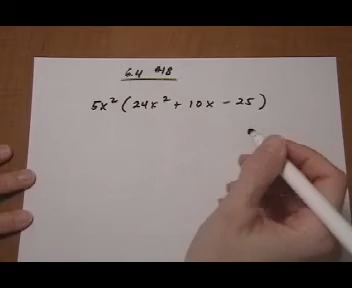 6.4 #18
5x² (24x² + 10x - 25)